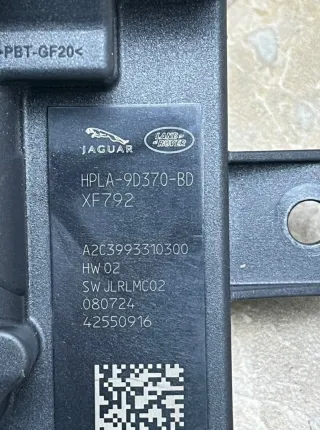 >PBT-GF20<
JAGUAR
LAND ROVER
HPLA-9D370-BD
XF792
A2C3993310300
HW 02
SW JLRLMC02
080724
42550916